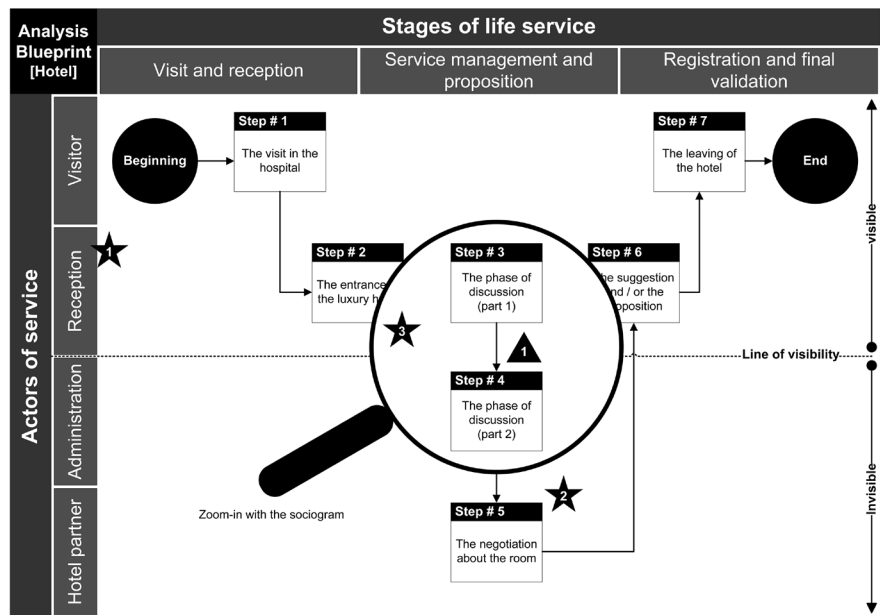 Analysis
Blueprint
[Hotel]
Stages of life service
Visit and reception
Service management and
proposition
Registration and final
validation
Actors of service
Visitor
Reception
Administration
Hotel partner
Beginning
Step # 1
The visit in the
hospital
Step # 7
The leaving of
the hotel
End
1
Step # 2
The entrance
the luxury h
Step # 3
The phase of
discussion
(part 1)
Step # 6
he suggestion
nd / or the
oposition
3
1
visible
Line of visibility
Step # 4
The phase of
discussion
(part 2)
Invisible
Zoom-in with the sociogram
2
Step # 5
The negotiation
about the room